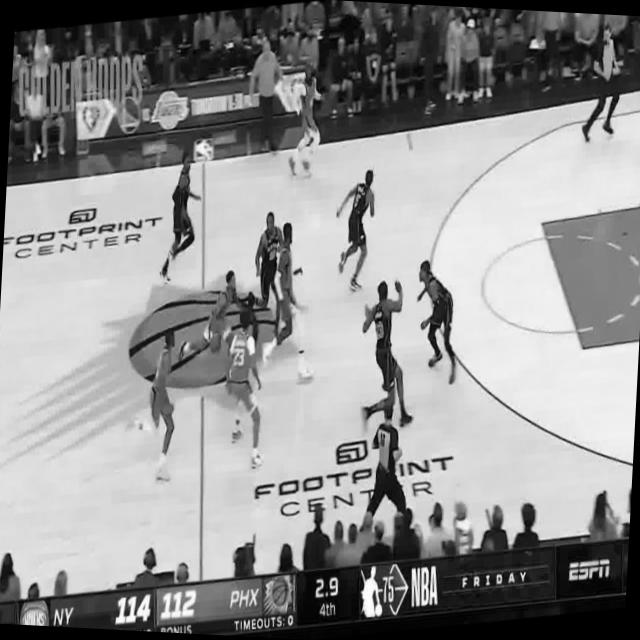 GOLDEN HOOPS
FOOTPRINT
CENTER
23
FOOTPRINT
CENTER
NY 114 112 PHX 2.9 75 NBA FRIDAY ESPN
BONUS TIMEOUTS: 0 4th